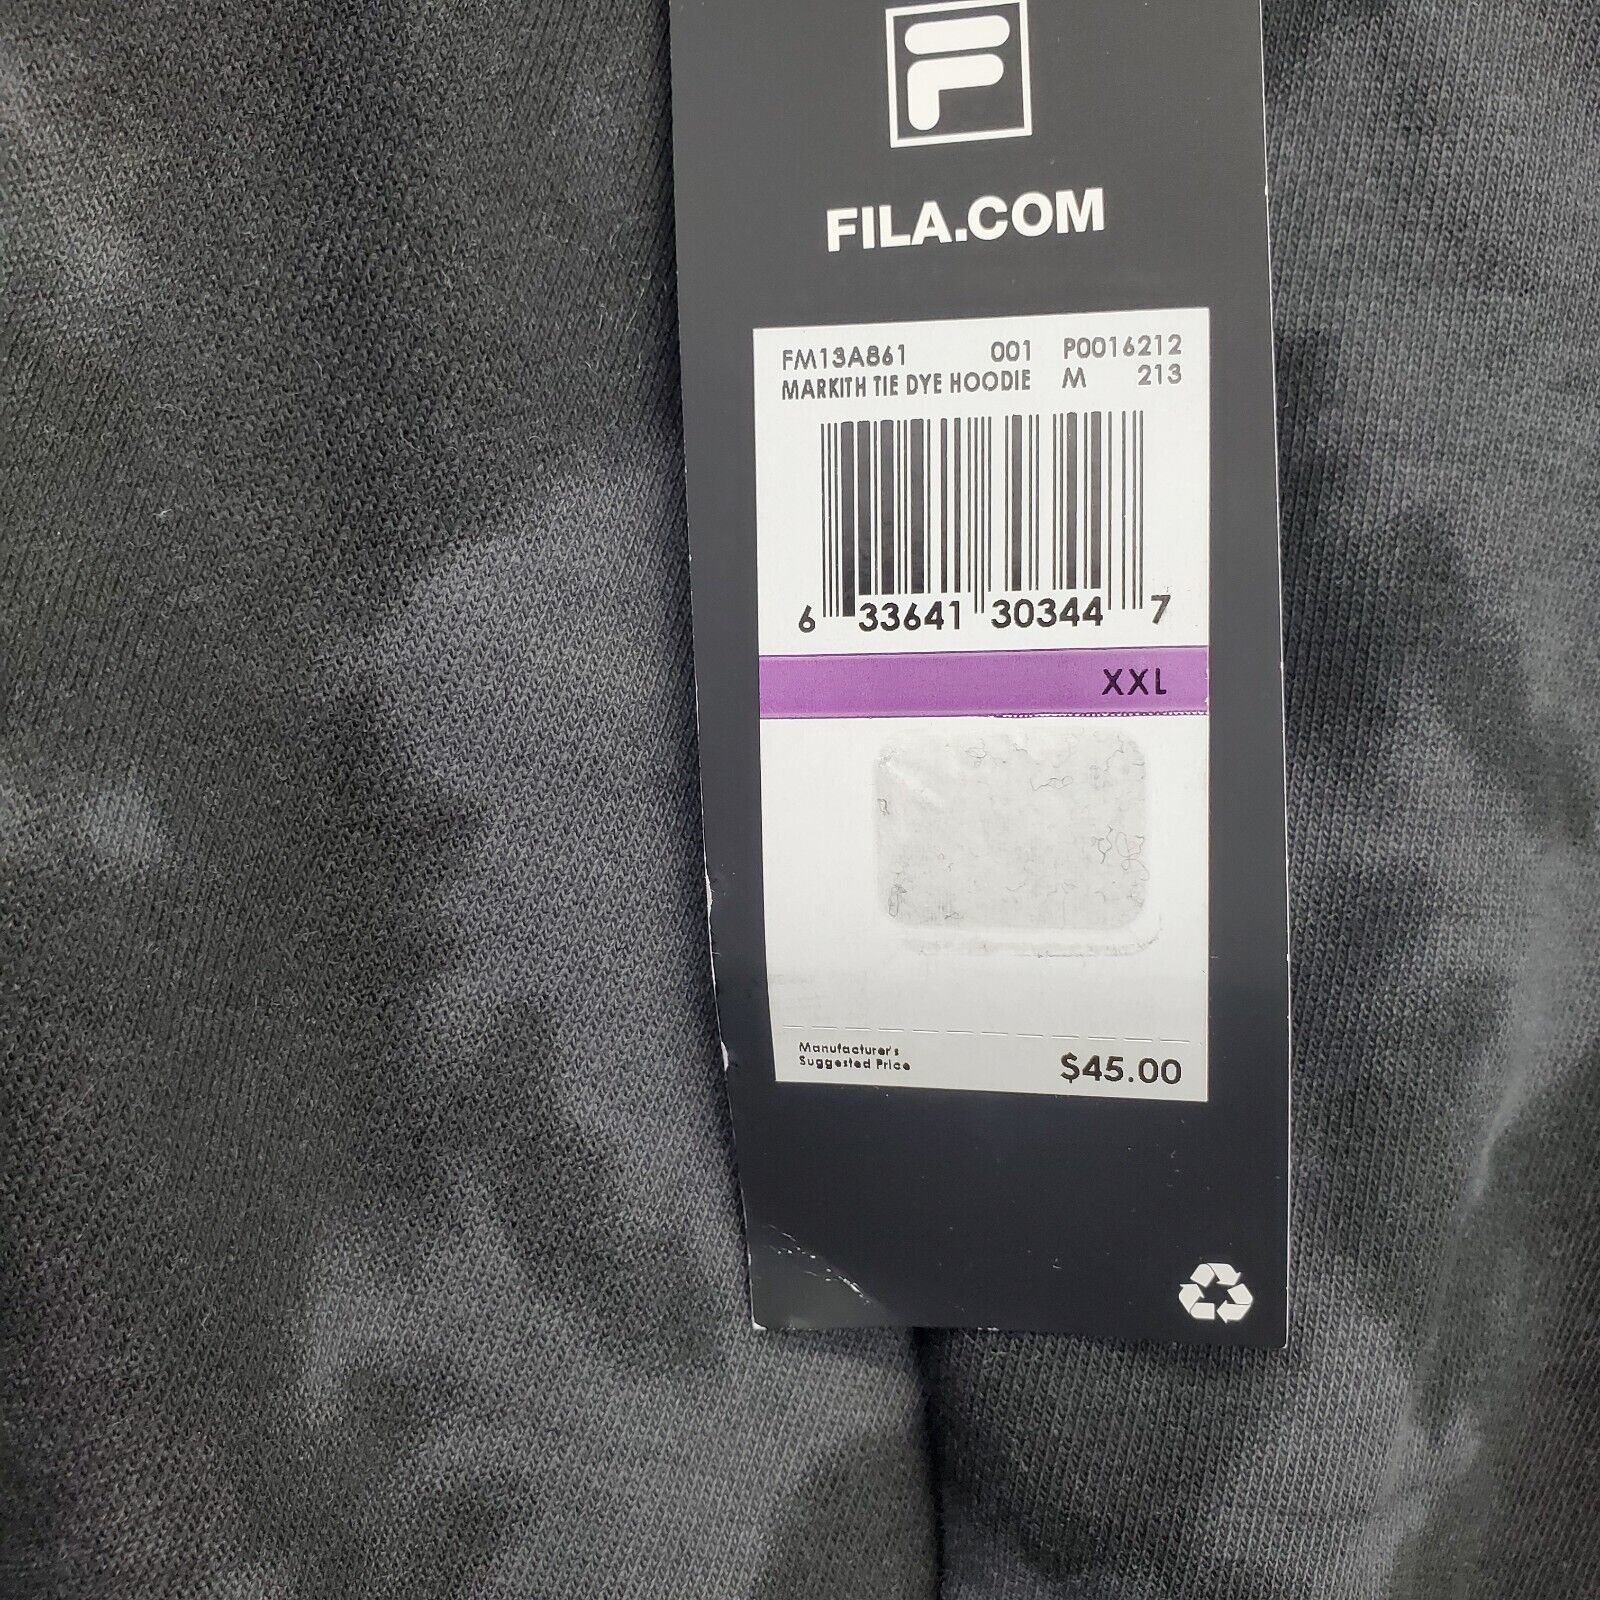 F
FILA.COM
FM13A861 001 P0016212
MARKITH TIE DYE HOODIE M 213
6 33641 30344 7
XXL
Manufacturer's
Suggested Price $45.00